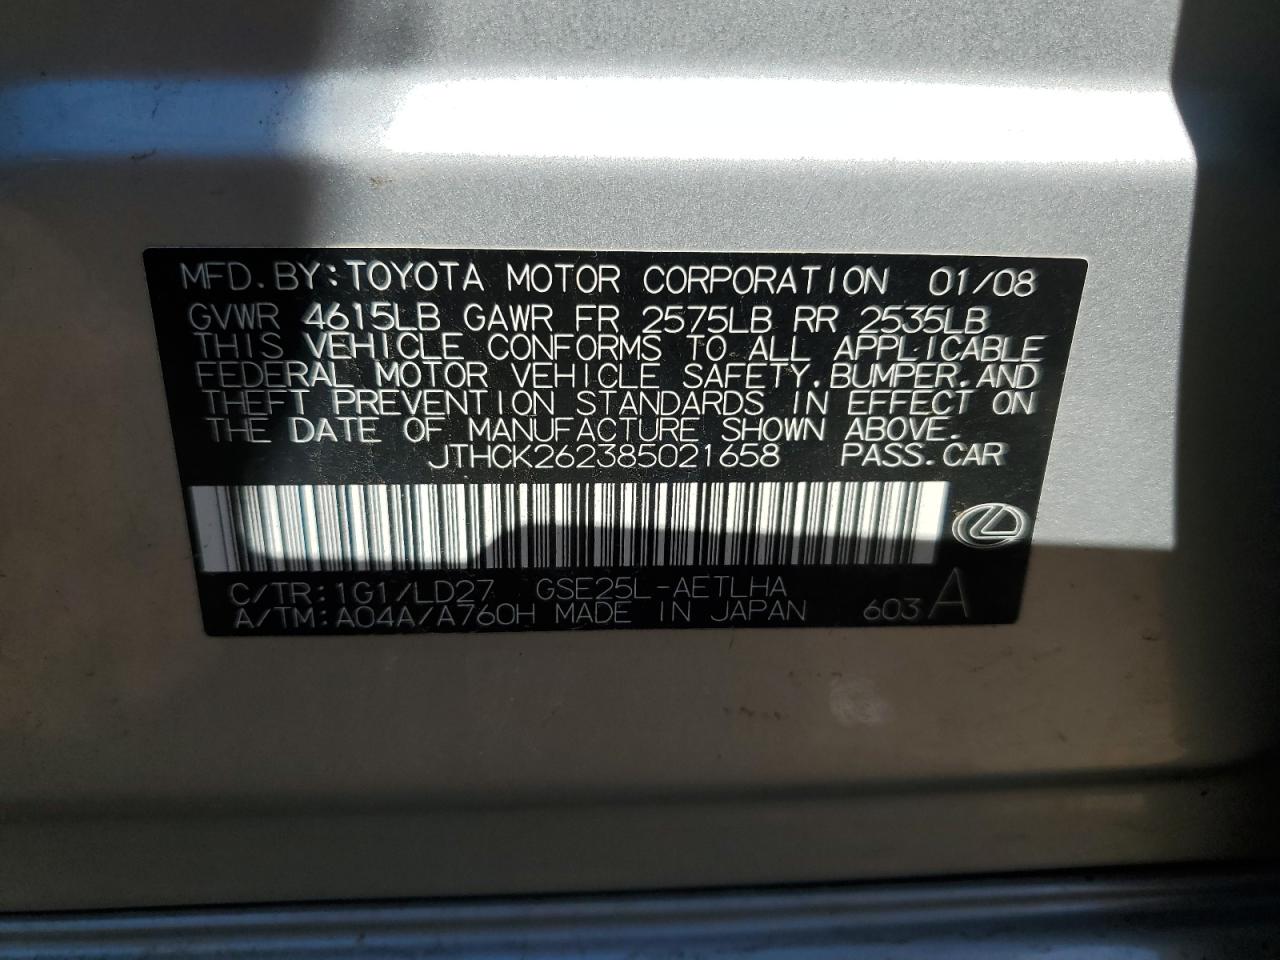 MFD. BY: TOYOTA MOTOR CORPORATION 01/08
GVWR 4615LB GAWR FR 2575LB RR 2535LB
THIS VEHICLE CONFORMS TO ALL APPLICABLE
FEDERAL MOTOR VEHICLE SAFETY, BUMPER, AND
THEFT PREVENTION STANDARDS IN EFFECT ON
THE DATE OF MANUFACTURE SHOWN ABOVE.
JTHCK262385021658 PASS. CAR
C/TR: 1G1/LD27 GSE25L-AETLHA
A/TM: A04A/A760H MADE IN JAPAN 603 A